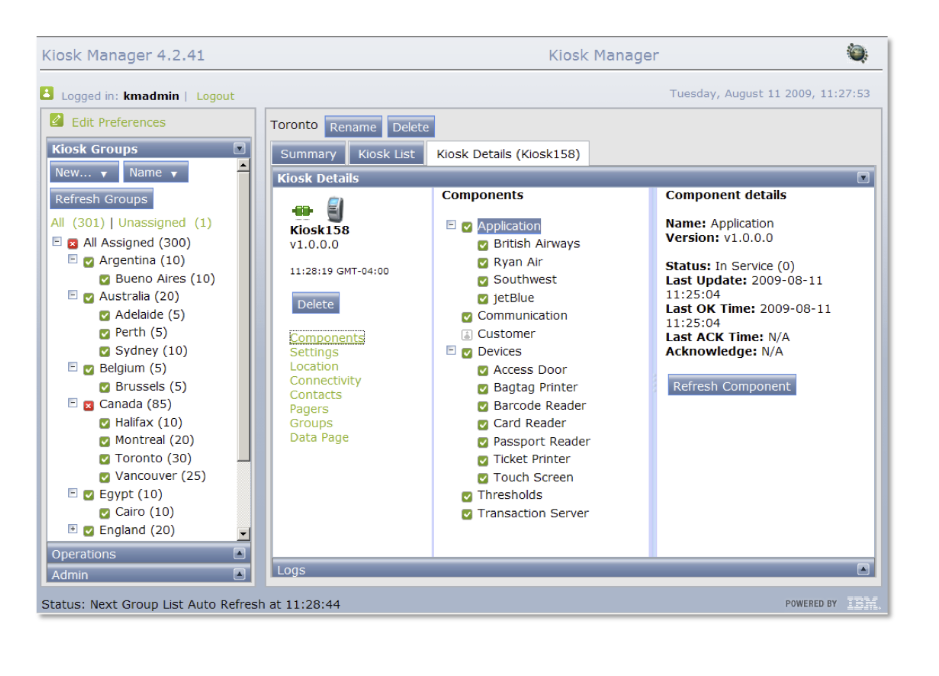 Kiosk Manager 4.2.41
Kiosk Manager
Logged in: kmadmin | Logout
Tuesday, August 11 2009, 11:27:53
Edit Preferences
Kiosk Groups
New...
Name
Refresh Groups
All (301) | Unassigned (1)
All Assigned (300)
Argentina (10)
Bueno Aires (10)
Australia (20)
Adelaide (5)
Perth (5)
Sydney (10)
Belgium (5)
Brussels (5)
Canada (85)
Halifax (10)
Montreal (20)
Toronto (30)
Vancouver (25)
Egypt (10)
Cairo (10)
England (20)
Operations
Admin
Toronto Rename Delete
Summary Kiosk List Kiosk Details (Kiosk158)
Kiosk Details
Kiosk158
v1.0.0.0
11:28:19 GMT-04:00
Delete
Components
Settings
Location
Connectivity
Contacts
Pagers
Groups
Data Page
Components
Application
British Airways
Ryan Air
Southwest
JetBlue
Communication
Customer
Devices
Access Door
Bagtag Printer
Barcode Reader
Card Reader
Passport Reader
Ticket Printer
Touch Screen
Thresholds
Transaction Server
Component details
Name: Application
Version: v1.0.0.0
Status: In Service (0)
Last Update: 2009-08-11
11:25:04
Last OK Time: 2009-08-11
11:25:04
Last ACK Time: N/A
Acknowledge: N/A
Refresh Component
Logs
Status: Next Group List Auto Refresh at 11:28:44
POWERED BY IBM.